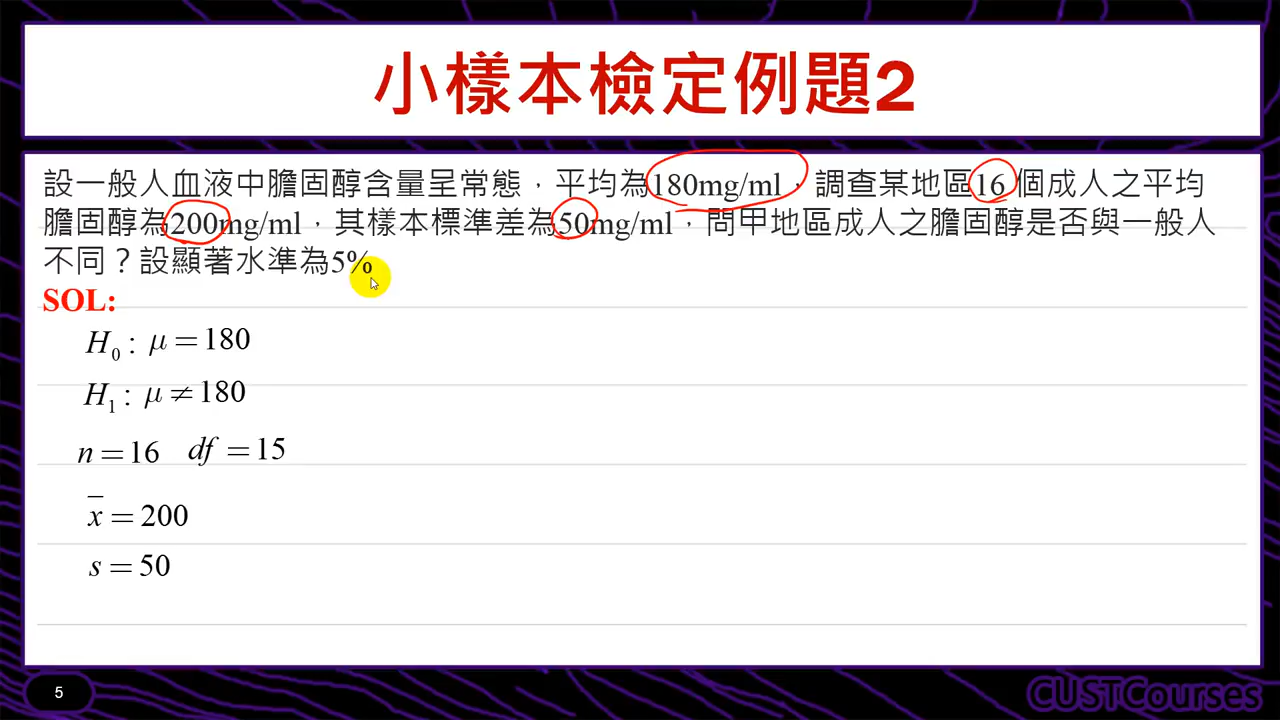 小樣本檢定例題2
設一般人血液中膽固醇含量呈常態，平均為180mg/ml，調查某地區16個成人之平均
膽固醇為200mg/ml，其樣本標準差為50mg/ml，問甲地區成人之膽固醇是否與一般人
不同？設顯著水準為5%
SOL:
H₀ : μ = 180
H₁ : μ ≠ 180
n = 16 df = 15
x̄ = 200
s = 50
5
CUSTCourses